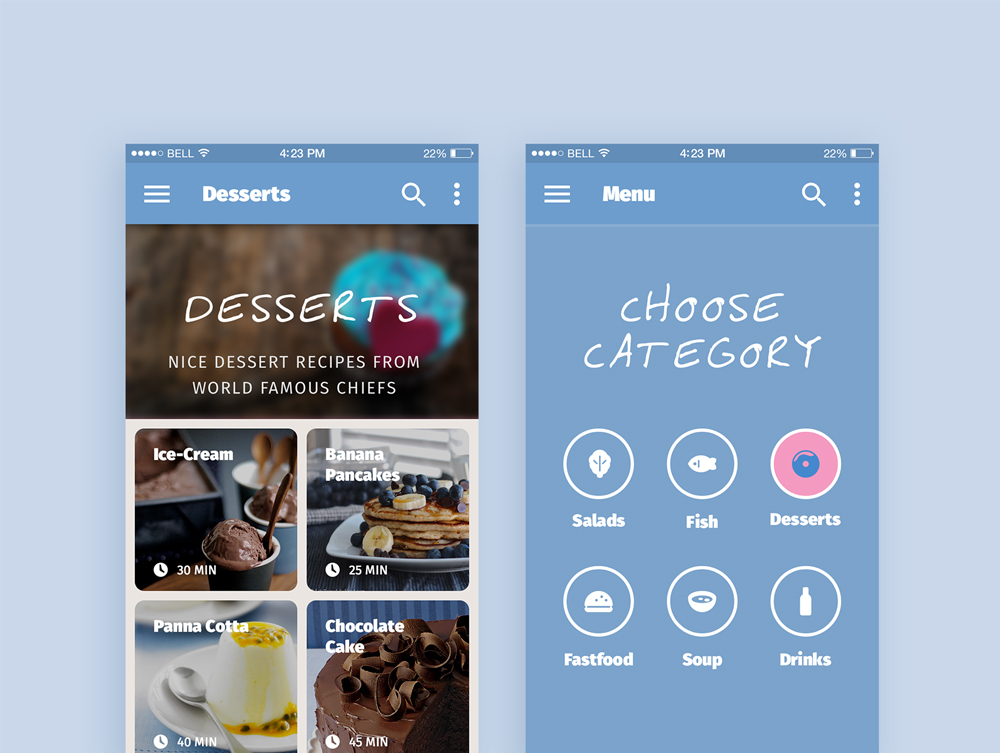 BELL
4:23 PM
22%
Desserts
DESSERTS
NICE DESSERT RECIPES FROM
WORLD FAMOUS CHIEFS
Ice-Cream
30 MIN
Banana
Pancakes
25 MIN
Panna Cotta
40 MIN
Chocolate
Cake
45 MIN
BELL
4:23 PM
22%
Menu
CHOOSE
CATEGORY
Salads
Fish
Desserts
Fastfood
Soup
Drinks